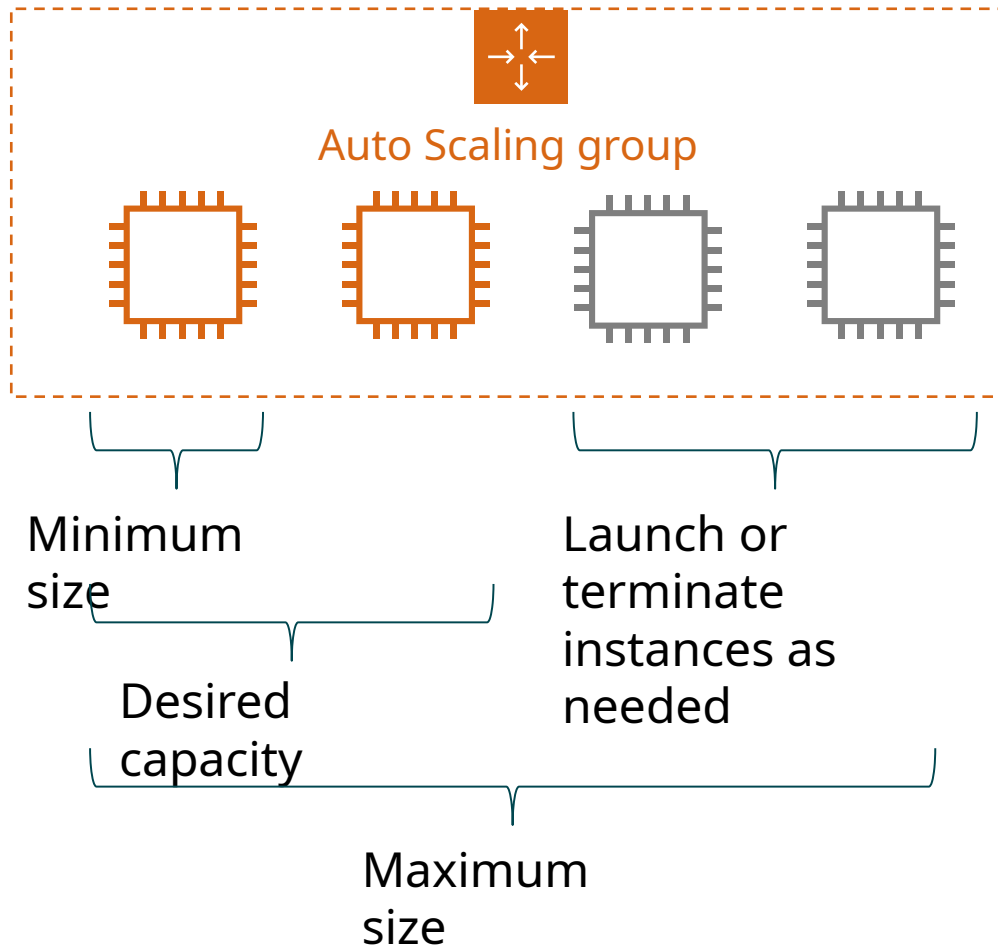 Auto Scaling group
Minimum
size
Launch or
terminate
instances as
needed
Desired
capacity
Maximum
size